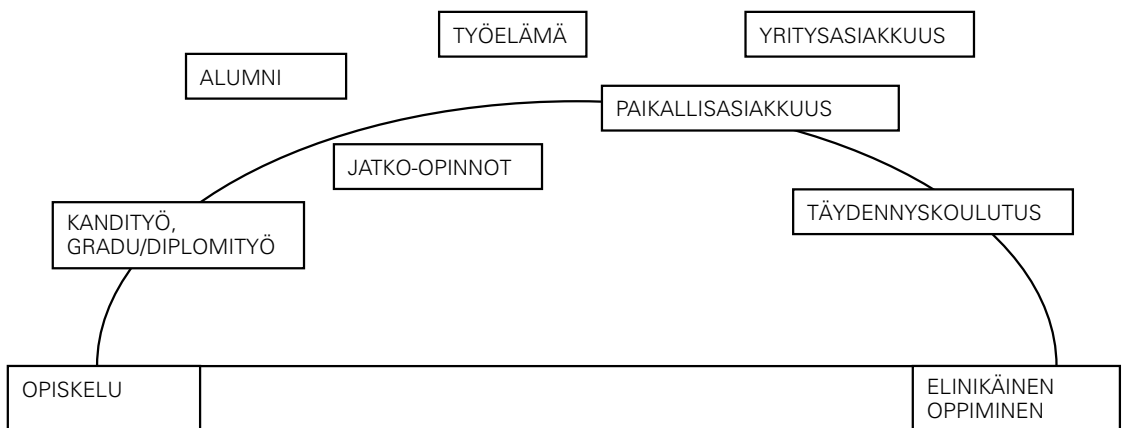 TYÖELÄMÄ
YRITYSASIAKKUUS
ALUMNI
PAIKALLISASIAKKUUS
JATKO-OPINNOT
KANDITYÖ,
GRADU/DIPLOMITYÖ
TÄYDENNYSKOULUTUS
OPISKELU
ELINIKÄINEN
OPPIMINEN